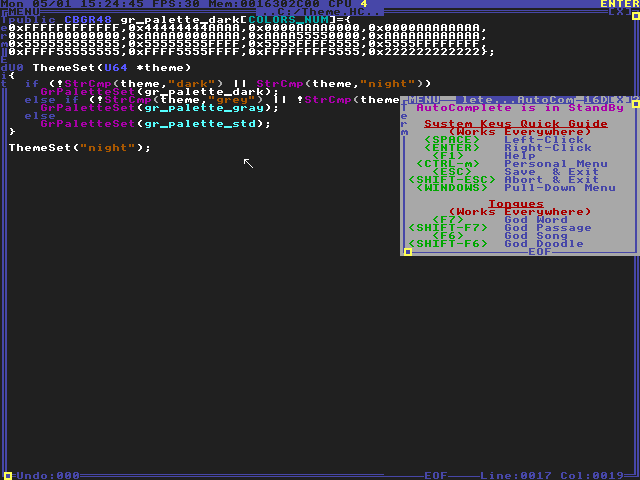 Mon 05/01 15:24:45 FPS:30 Mem:0016302C00 CPU 4 ENTER
MENU ..C:/Theme.HC.. [X]
public CBGR48 gr_palette_dark[COLORS_NUM]={
0xFFFFFFFFFFFF,0x44444444AAAA,0x0000AAAA0000,0x0000AAAAAAAA,
0xAAAA00000000,0xAAAA0000AAAA,0xAAAA55550000,0xAAAAAAAAAAAA,
0x555555555555,0x55555555FFFF,0x5555FFFF5555,0x5555FFFFFFFF,
0xFFFF55555555,0xFFFF5555FFFF,0xFFFFFFFF5555,0x222222222222};
U0 ThemeSet(U64 *theme)
{
if (!StrCmp(theme,"dark") || StrCmp(theme,"night"))
GrPaletteSet(gr_palette_dark);
else if (!StrCmp(theme,"grey") || !StrCmp(theme
GrPaletteSet(gr_palette_gray);
else
GrPaletteSet(gr_palette_std);
}
ThemeSet("night");
MENU lete...AutoCom 16D[X]
Term
AutoComplete is in StandBy
System Keys Quick Guide
(Works Everywhere)
<SPACE> Left-Click
<ENTER> Right-Click
<F1> Help
<CTRL-m> Personal Menu
<ESC> Save & Exit
<SHIFT-ESC> Abort & Exit
<WINDOWS> Pull-Down Menu
Tongues
(Works Everywhere)
<F7> God Word
<SHIFT-F7> God Passage
<F6> God Song
<SHIFT-F6> God Doodle
EOF
Undo:000 EOF Line:0017 Col:0019